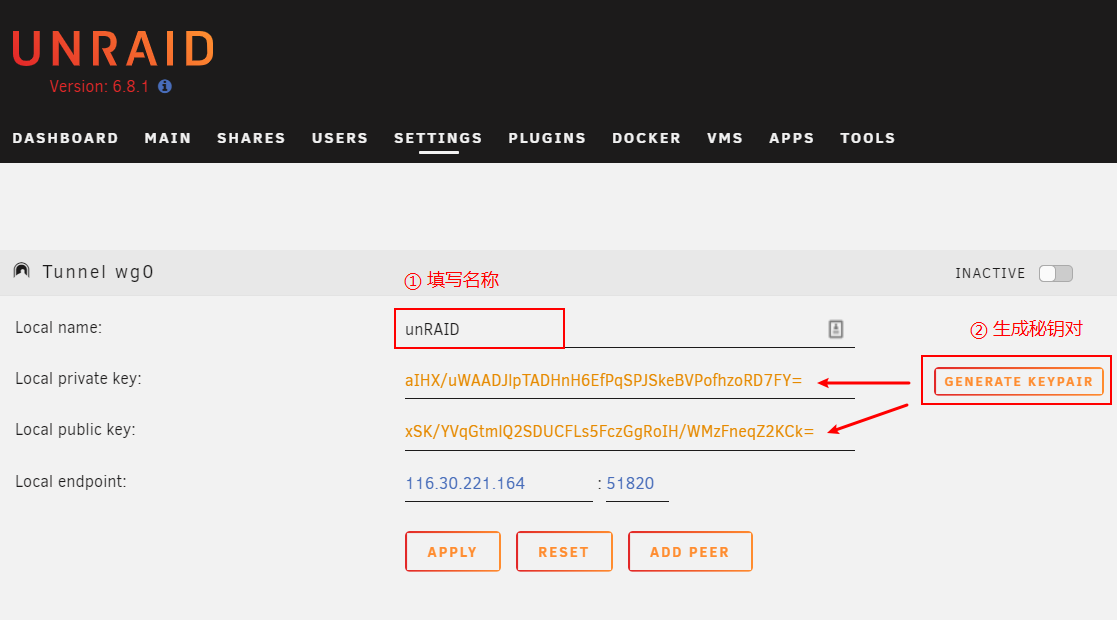 UNRAID
Version: 6.8.1
DASHBOARD MAIN SHARES USERS SETTINGS PLUGINS DOCKER VMS APPS TOOLS
Tunnel wg0
① 填写名称
INACTIVE
Local name:
unRAID
② 生成秘钥对
Local private key:
aIHX/uWAADJlpTADHnH6EfPqSPJSkeBVPofhzoRD7FY=
GENERATE KEYPAIR
Local public key:
xSK/YVqGtmlQ2SDUCFLs5FczGgRoIH/WMzFneqZ2KCk=
Local endpoint:
116.30.221.164 : 51820
APPLY RESET ADD PEER